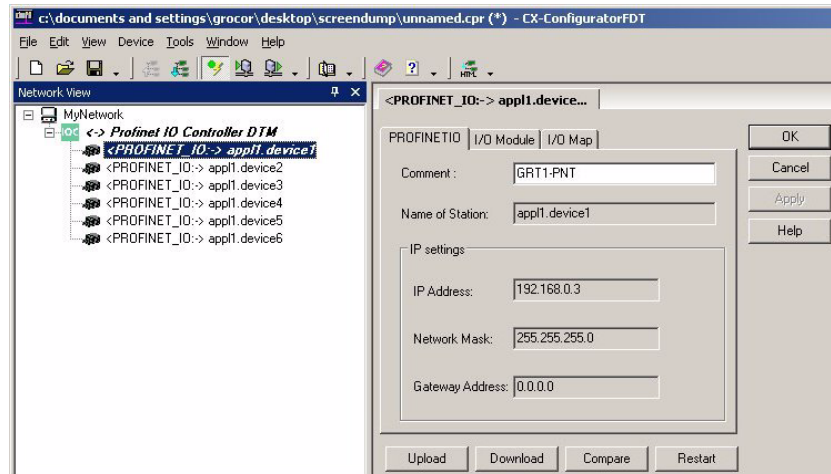 c:\documents and settings\grocor\desktop\screendump\unnamed.cpr (*) - CX-ConfiguratorFDT
File Edit View Device Tools Window Help
Network View
MyNetwork
<-> Profinet IO Controller DTM
<PROFINET_IO:-> appl1.device1
<PROFINET_IO:-> appl1.device2
<PROFINET_IO:-> appl1.device3
<PROFINET_IO:-> appl1.device4
<PROFINET_IO:-> appl1.device5
<PROFINET_IO:-> appl1.device6
<PROFINET_IO:-> appl1.device...
PROFINETIO I/O Module I/O Map
Comment : GRT1-PNT
Name of Station: appl1.device1
IP settings
IP Address: 192.168.0.3
Network Mask: 255.255.255.0
Gateway Address: 0.0.0.0
Upload Download Compare Restart
OK
Cancel
Apply
Help